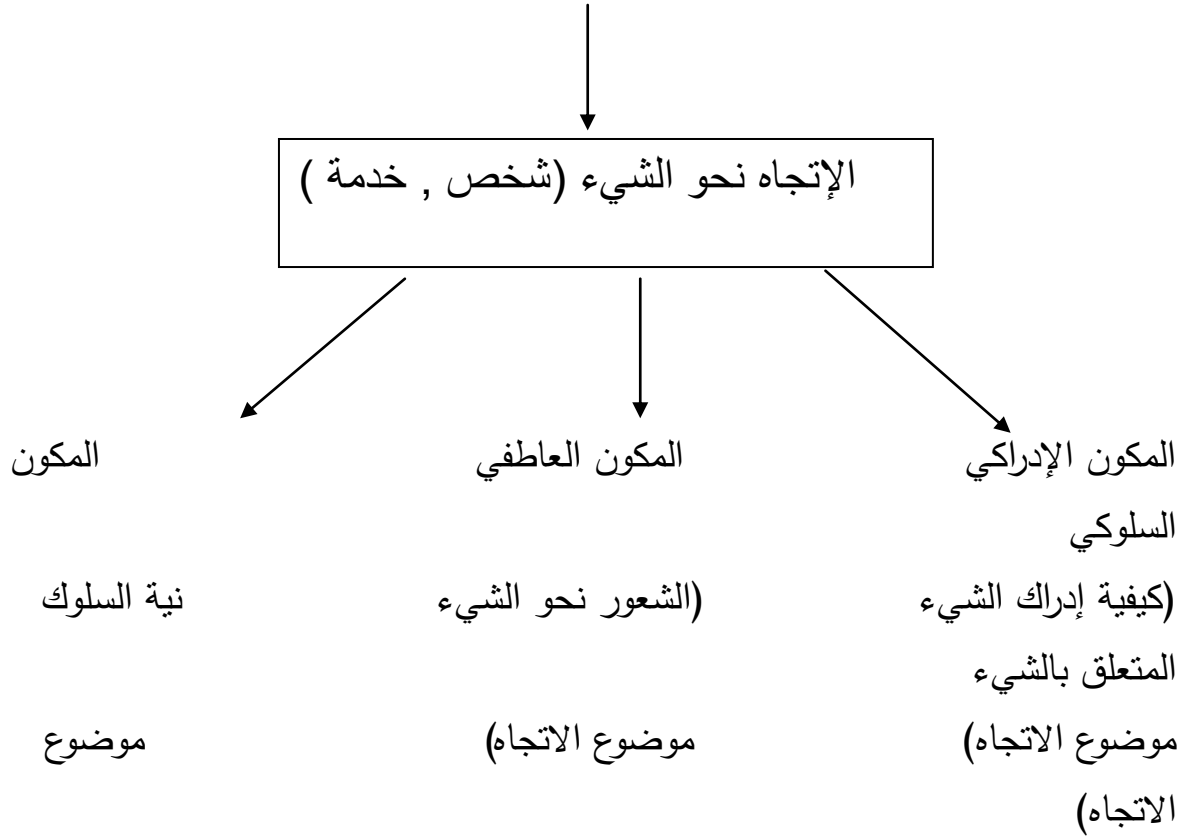 الإتجاه نحو الشيء (شخص , خدمة )
المكون الإدراكي المكون العاطفي المكون
السلوكي
(كيفية إدراك الشيء (الشعور نحو الشيء نية السلوك
المتعلق بالشيء
موضوع الاتجاه) موضوع الاتجاه) موضوع
الاتجاه)